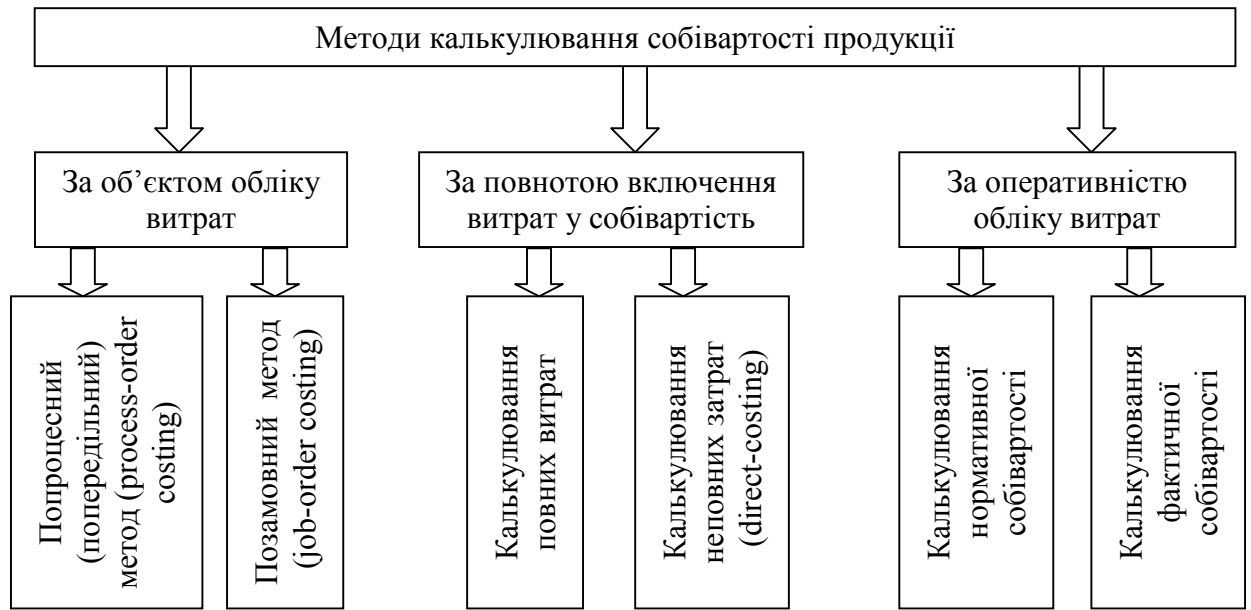 Методи калькулювання собівартості продукції
За об’єктом обліку
витрат
За повнотою включення
витрат у собівартість
За оперативністю
обліку витрат
Попроцесний
(попередільний)
метод (process-order
costing)
Позамовний метод
(job-order costing)
Калькулювання
повних витрат
Калькулювання
неповних затрат
(direct-costing)
Калькулювання
нормативної
собівартості
Калькулювання
фактичної
собівартості